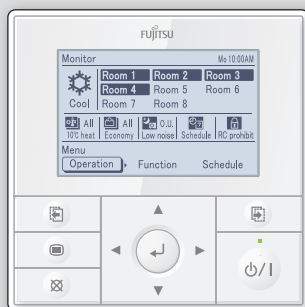 FUJITSU
Monitor Mo 10:00AM
Room 1 Room 2 Room 3
Room 4 Room 5 Room 6
Cool Room 7 Room 8
All All O.U.
10℃ heat Economy Low noise Schedule RC prohibit
Menu
Operation Function Schedule